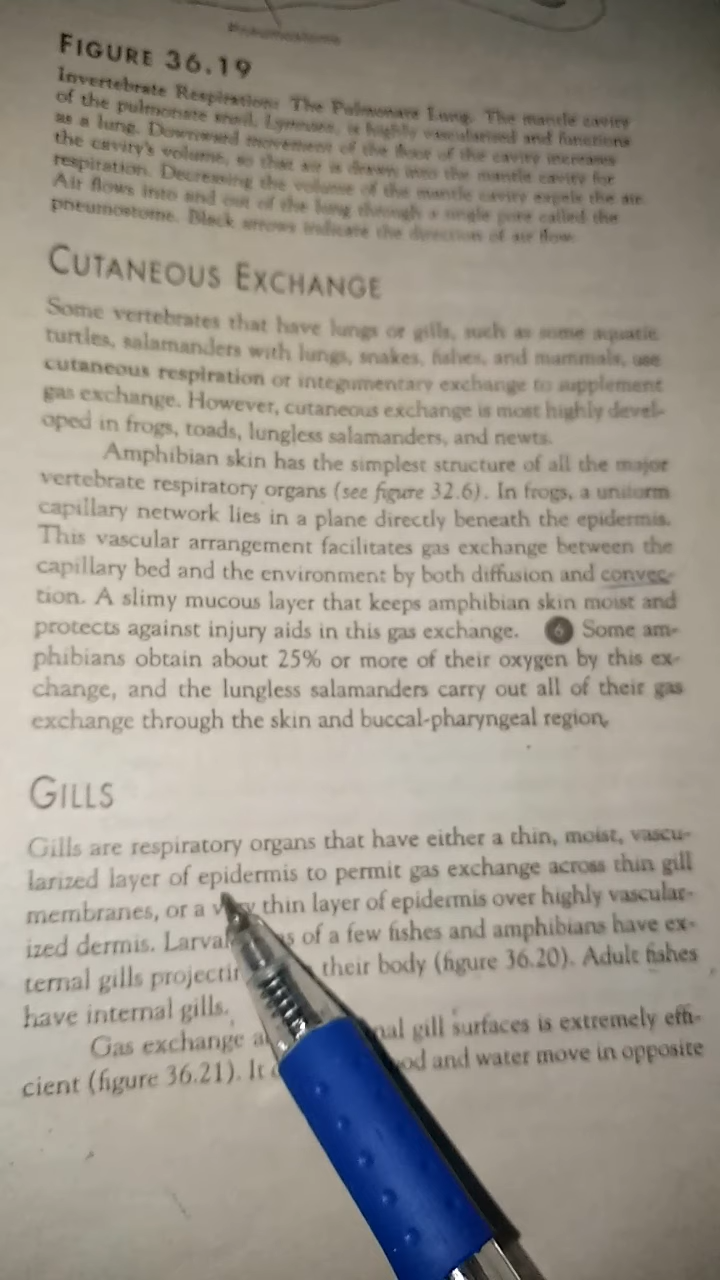 Pneumostome
FIGURE 36.19
Invertebrate Respiration: The Pulmonate Lung. The mantle cavity
of the pulmonate snail, Lymnaea, is highly vascularized and functions
as a lung. Downward movement of the floor of the cavity increases
the cavity's volume, so that air is drawn into the mantle cavity for
respiration. Decreasing the volume of the mantle cavity expels the air.
Air flows into and out of the lung through a single pore called the
pneumostome. Black arrows indicate the direction of air flow.
CUTANEOUS EXCHANGE
Some vertebrates that have lungs or gills, such as some aquatic
turtles, salamanders with lungs, snakes, fishes, and mammals, use
cutaneous respiration or integumentary exchange to supplement
gas exchange. However, cutaneous exchange is most highly devel-
oped in frogs, toads, lungless salamanders, and newts.
Amphibian skin has the simplest structure of all the major
vertebrate respiratory organs (see figure 32.6). In frogs, a uniform
capillary network lies in a plane directly beneath the epidermis.
This vascular arrangement facilitates gas exchange between the
capillary bed and the environment by both diffusion and convec-
tion. A slimy mucous layer that keeps amphibian skin moist and
protects against injury aids in this gas exchange. 6 Some am-
phibians obtain about 25% or more of their oxygen by this ex-
change, and the lungless salamanders carry out all of their gas
exchange through the skin and buccal-pharyngeal region.
GILLS
Gills are respiratory organs that have either a thin, moist, vascu-
larized layer of epidermis to permit gas exchange across thin gill
membranes, or a thin layer of epidermis over highly vascular-
ized dermis. Larval of a few fishes and amphibians have ex-
ternal gills their body (figure 36.20). Adult fishes
have internal gills.
Gas exchange gill surfaces is extremely effi-
cient (figure 36.21). It and water move in opposite